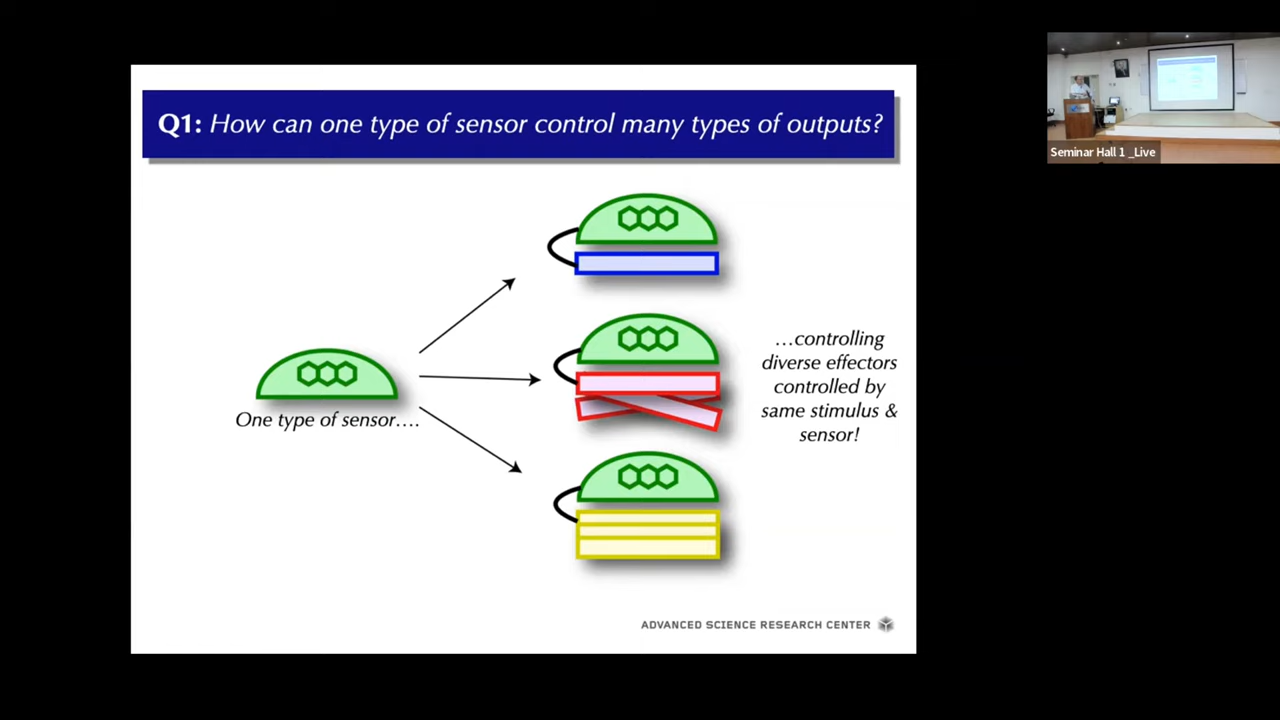 Q1: How can one type of sensor control many types of outputs?
Seminar Hall 1 _Live
One type of sensor....
...controlling
diverse effectors
controlled by
same stimulus &
sensor!
ADVANCED SCIENCE RESEARCH CENTER